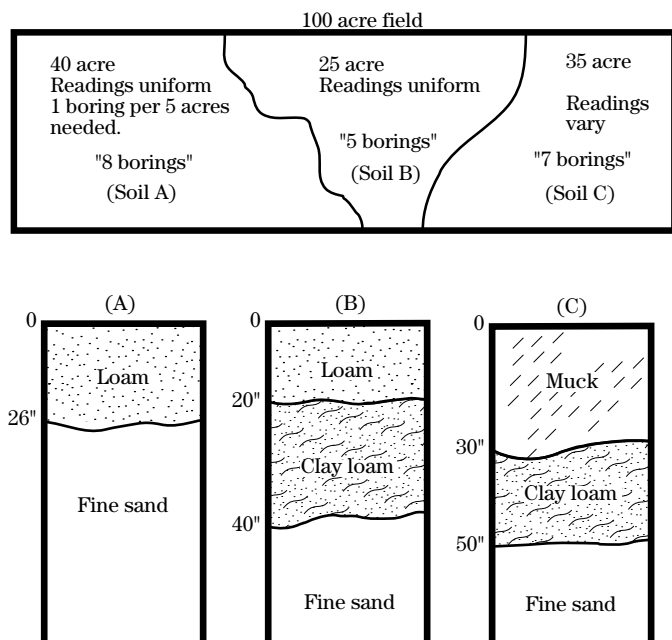 100 acre field
40 acre
Readings uniform
1 boring per 5 acres
needed.
"8 borings"
(Soil A)
25 acre
Readings uniform
"5 borings"
(Soil B)
35 acre
Readings
vary
"7 borings"
(Soil C)
(A)
0
Loam
26"
Fine sand
(B)
0
Loam
20"
Clay loam
40"
Fine sand
(C)
0
Muck
30"
Clay loam
50"
Fine sand